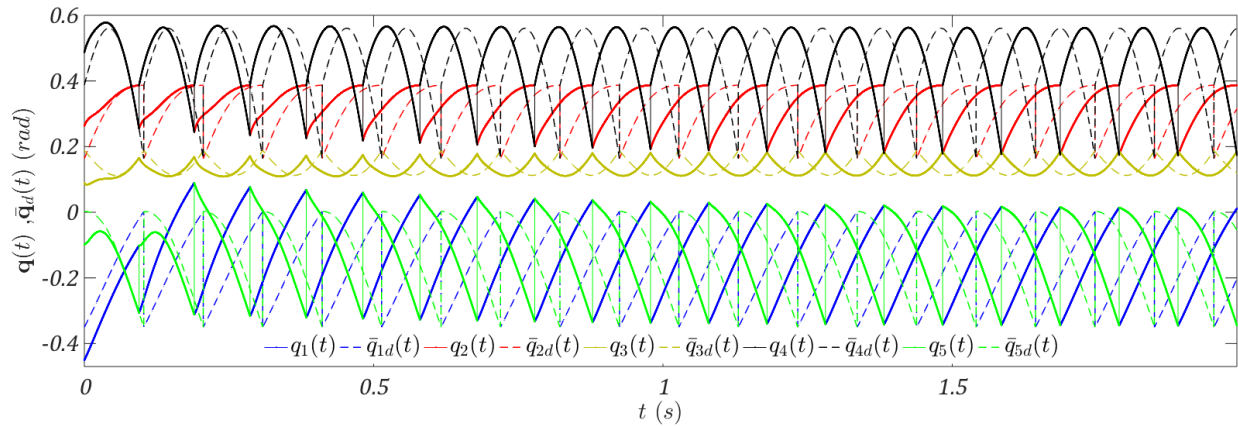 0.6
0.4
0.2
0
-0.2
-0.4
q(t) ,q̄_d(t) (rad)
q₁(t) q̄₁d(t) q₂(t) q̄₂d(t) q₃(t) q̄₃d(t) q₄(t) q̄₄d(t) q₅(t) q̄₅d(t)
0 0.5 1 1.5
t (s)